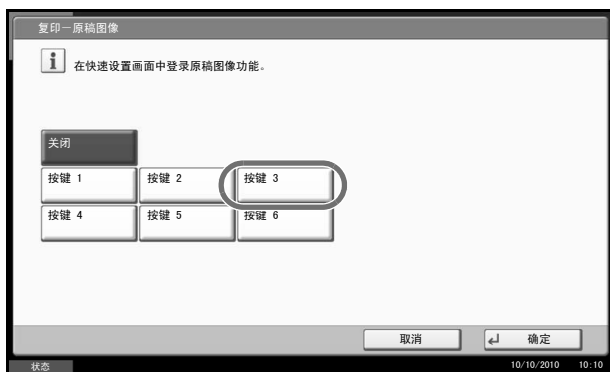 复印－原稿图像
在快速设置画面中登录原稿图像功能。
关闭
按键 1 按键 2 按键 3
按键 4 按键 5 按键 6
取消 确定
状态 10/10/2010 10:10